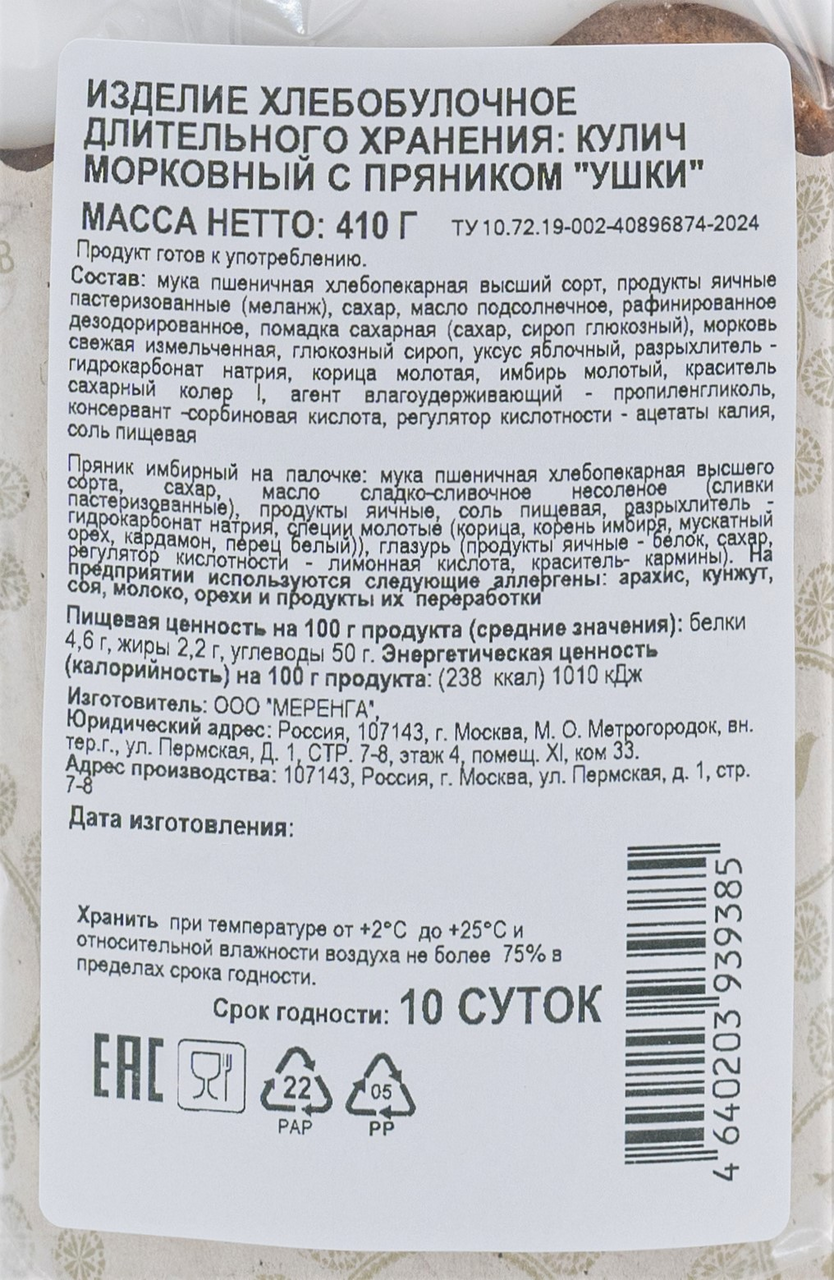 ИЗДЕЛИЕ ХЛЕБОБУЛОЧНОЕ
ДЛИТЕЛЬНОГО ХРАНЕНИЯ: КУЛИЧ
МОРКОВНЫЙ С ПРЯНИКОМ "УШКИ"
МАССА НЕТТО: 410 Г ТУ 10.72.19-002-40896874-2024
Продукт готов к употреблению.
Состав: мука пшеничная хлебопекарная высший сорт, продукты яичные
пастеризованные (меланж), сахар, масло подсолнечное, рафинированное
дезодорированное, помадка сахарная (сахар, сироп глюкозный), морковь
свежая измельченная, глюкозный сироп, уксус яблочный, разрыхлитель -
гидрокарбонат натрия, корица молотая, имбирь молотый, краситель
сахарный колер I, агент влагоудерживающий - пропиленгликоль,
консервант -сорбиновая кислота, регулятор кислотности - ацетаты калия,
соль пищевая
Пряник имбирный на палочке: мука пшеничная хлебопекарная высшего
сорта, сахар, масло сладко-сливочное несоленое (сливки
пастеризованные), продукты яичные, соль пищевая, разрыхлитель -
гидрокарбонат натрия, специи молотые (корица, корень имбиря, мускатный
орех, кардамон, перец белый)), глазурь (продукты яичные - белок, сахар,
регулятор кислотности - лимонная кислота, краситель- кармины). На
предприятии используются следующие аллергены: арахис, кунжут,
соя, молоко, орехи и продукты их переработки
Пищевая ценность на 100 г продукта (средние значения): белки
4,6 г, жиры 2,2 г, углеводы 50 г. Энергетическая ценность
(калорийность) на 100 г продукта: (238 ккал) 1010 кДж
Изготовитель: ООО "МЕРЕНГА",
Юридический адрес: Россия, 107143, г. Москва, М. О. Метрогородок, вн.
тер.г., ул. Пермская, Д. 1, СТР. 7-8, этаж 4, помещ. XI, ком 33.
Адрес производства: 107143, Россия, г. Москва, ул. Пермская, д. 1, стр.
7-8
Дата изготовления:
Хранить при температуре от +2°С до +25°С и
относительной влажности воздуха не более 75% в
пределах срока годности.
Срок годности: 10 СУТОК
ЕАС
22
PAP
05
PP
4 640203 939385